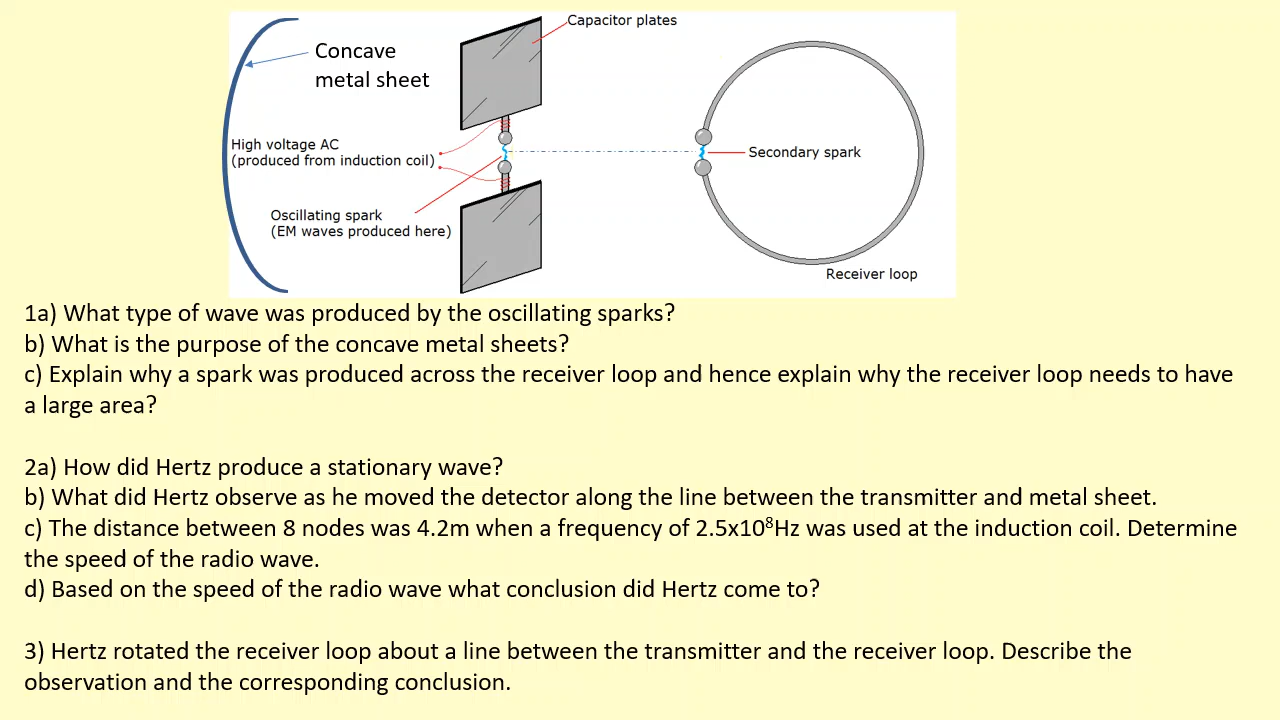 Capacitor plates
Concave
metal sheet
High voltage AC
(produced from induction coil)
Secondary spark
Oscillating spark
(EM waves produced here)
Receiver loop
1a) What type of wave was produced by the oscillating sparks?
b) What is the purpose of the concave metal sheets?
c) Explain why a spark was produced across the receiver loop and hence explain why the receiver loop needs to have
a large area?
2a) How did Hertz produce a stationary wave?
b) What did Hertz observe as he moved the detector along the line between the transmitter and metal sheet.
c) The distance between 8 nodes was 4.2m when a frequency of 2.5x10⁸Hz was used at the induction coil. Determine
the speed of the radio wave.
d) Based on the speed of the radio wave what conclusion did Hertz come to?
3) Hertz rotated the receiver loop about a line between the transmitter and the receiver loop. Describe the
observation and the corresponding conclusion.